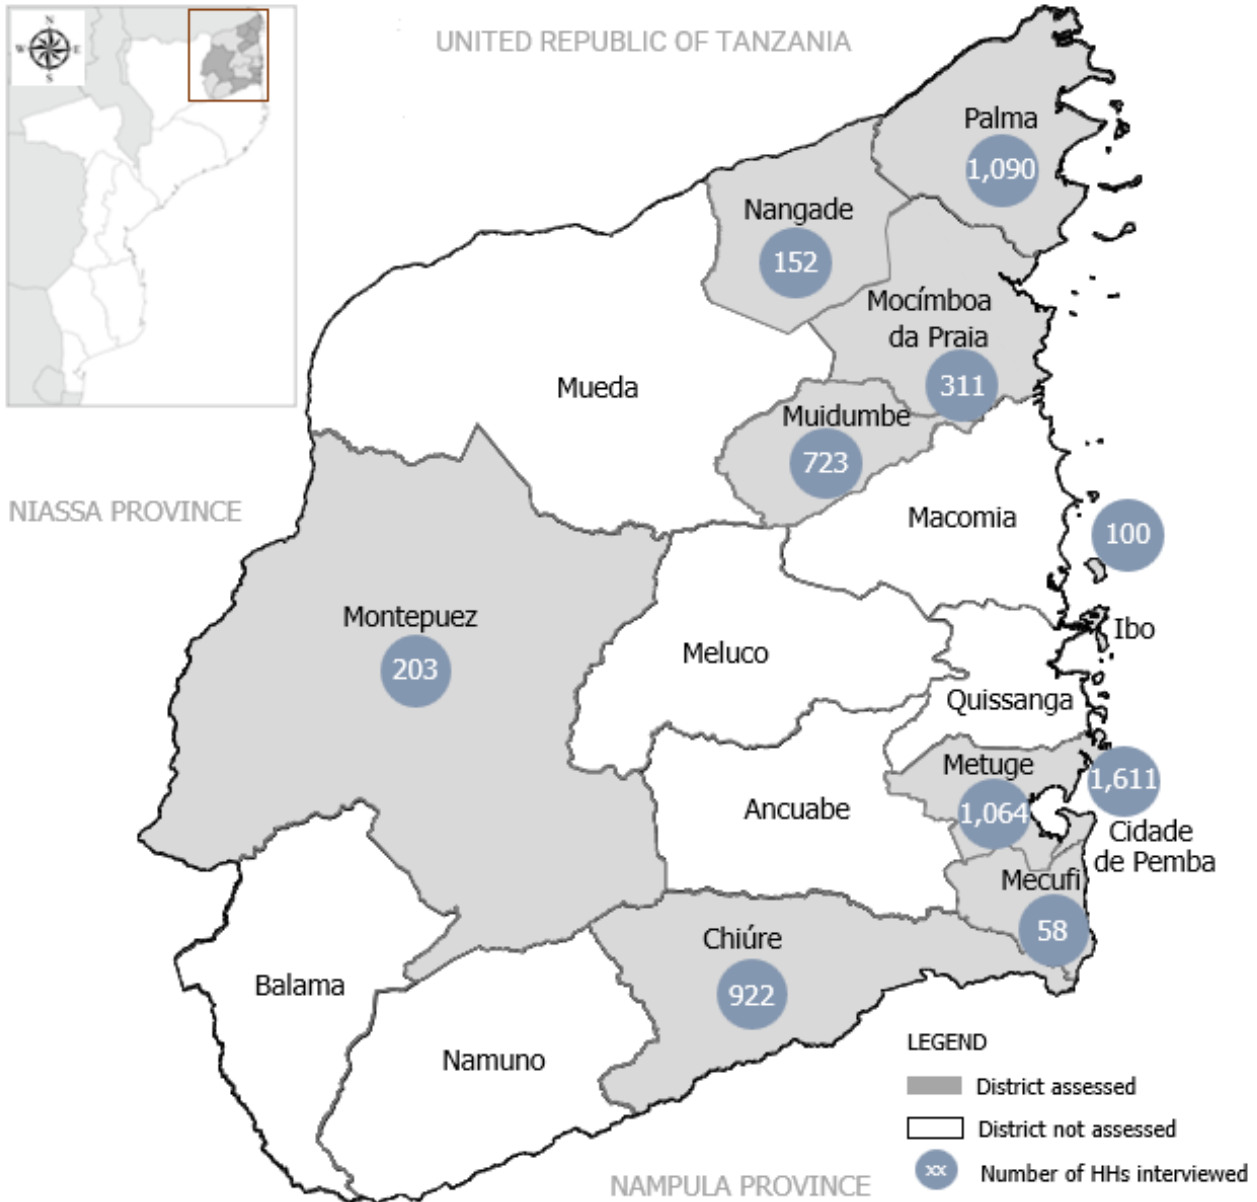 N
W
E
S
UNITED REPUBLIC OF TANZANIA
Palma
1,090
Nangade
152
Mocímboa
da Praia
311
Mueda
Muidumbe
723
NIASSA PROVINCE
Macomia
100
Montepuez
203
Meluco
Ibo
Quissanga
Metuge
1,064
1,611
Cidade
de Pemba
Ancuabe
Mecufi
58
Chiúre
922
Balama
Namuno
LEGEND
District assessed
District not assessed
xx Number of HHs interviewed
NAMPULA PROVINCE